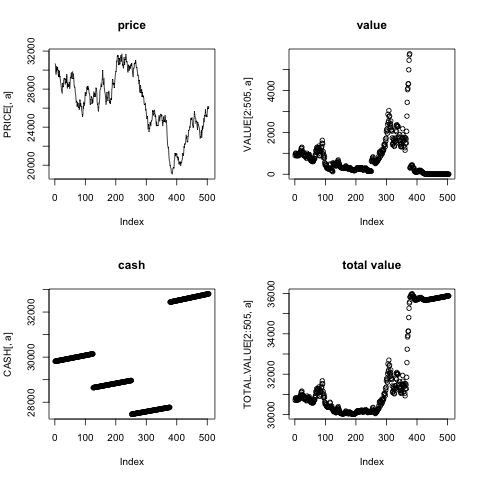 price
value
PRICE[, a]
20000 24000 28000 32000
VALUE[2:505, a]
0 2000 4000
0 100 200 300 400 500
0 100 200 300 400 500
Index
Index
cash
total value
CASH[, a]
28000 30000 32000
TOTAL.VALUE[2:505, a]
30000 32000 34000 36000
0 100 200 300 400 500
0 100 200 300 400 500
Index
Index